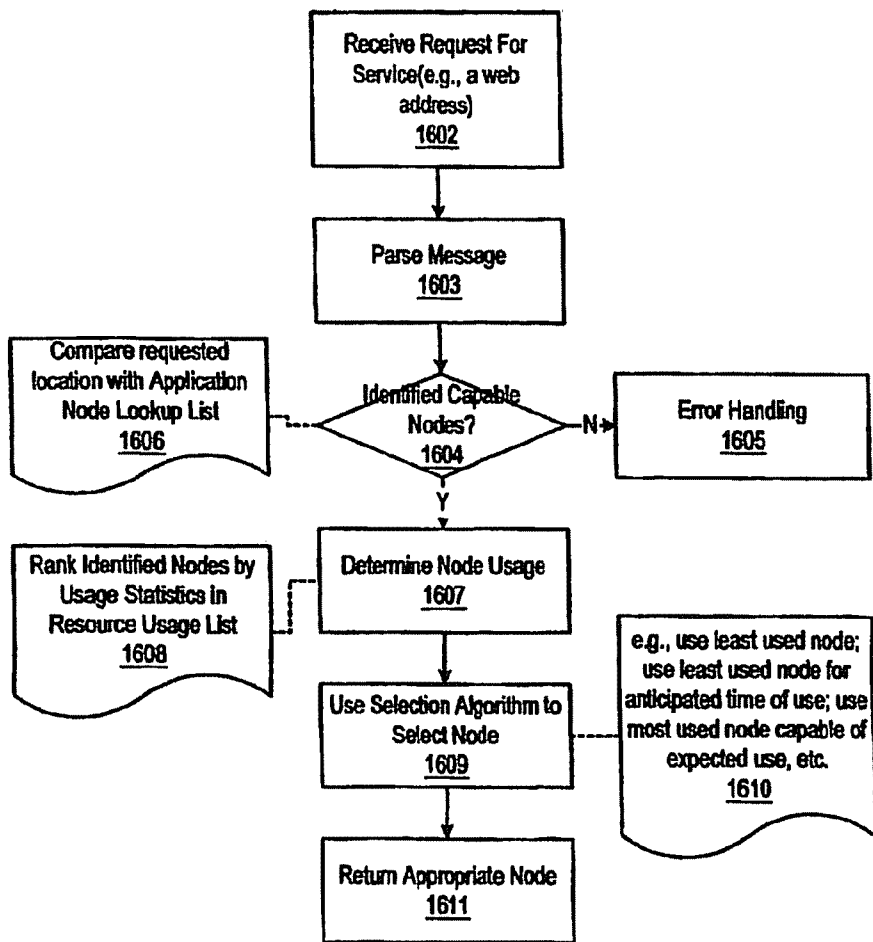 Receive Request For
Service(e.g., a web
address)
1602
Parse Message
1603
Compare requested
location with Application
Node Lookup List
1606
Identified Capable
Nodes?
1604
N
Error Handling
1605
Y
Rank Identified Nodes by
Usage Statistics in
Resource Usage List
1608
Determine Node Usage
1607
e.g., use least used node;
use least used node for
anticipated time of use; use
most used node capable of
expected use, etc.
1610
Use Selection Algorithm to
Select Node
1609
Return Appropriate Node
1611